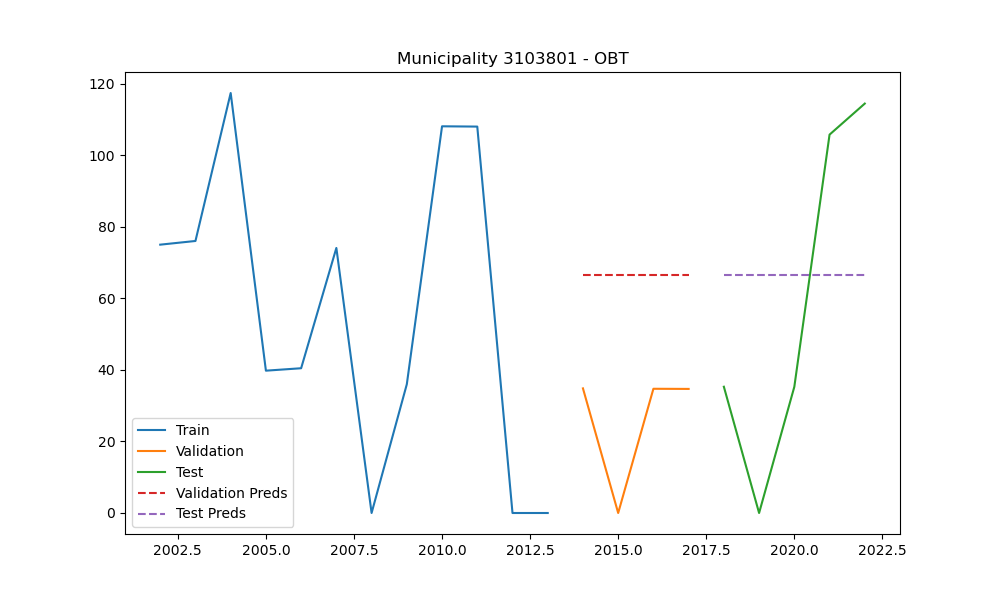 Municipality 3103801 - OBT
120
100
80
60
40
20
0
Train
Validation
Test
Validation Preds
Test Preds
2002.5 2005.0 2007.5 2010.0 2012.5 2015.0 2017.5 2020.0 2022.5